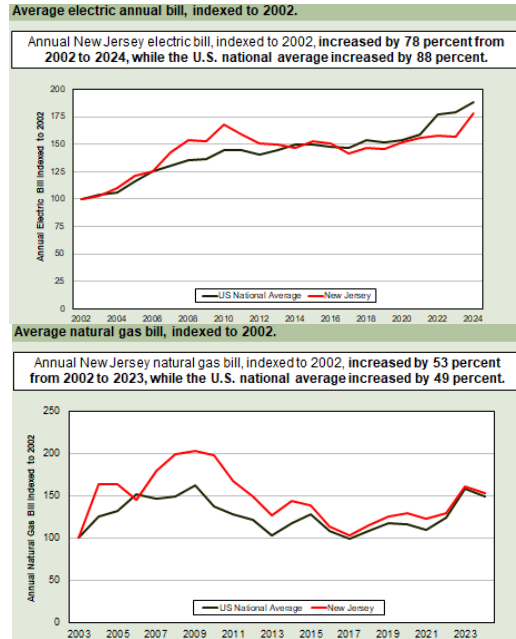 Average electric annual bill, indexed to 2002.
Annual New Jersey electric bill, indexed to 2002, increased by 78 percent from
2002 to 2024, while the U.S. national average increased by 88 percent.
Annual Electric Bill Indexed to 2002
200
175
150
125
100
75
50
25
0
US National Average New Jersey
2002 2004 2006 2008 2010 2012 2014 2016 2018 2020 2022 2024
Average natural gas bill, indexed to 2002.
Annual New Jersey natural gas bill, indexed to 2002, increased by 53 percent
from 2002 to 2023, while the U.S. national average increased by 49 percent.
Annual Natural Gas Bill Indexed to 2002
250
200
150
100
50
0
US National Average New Jersey
2003 2005 2007 2009 2011 2013 2015 2017 2019 2021 2023